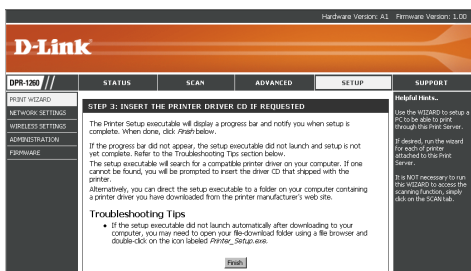 Hardware Version: A1 Firmware Version: 1.00
D-Link
DPR-1260 // STATUS SCAN ADVANCED SETUP SUPPORT
PRINT WIZARD
NETWORK SETTINGS
WIRELESS SETTINGS
ADMINISTRATION
FIRMWARE
STEP 3: INSERT THE PRINTER DRIVER CD IF REQUESTED
The Printer Setup executable will display a progress bar and notify you when setup is
complete. When done, click Finish below.
If the progress bar did not appear, the setup executable did not launch and setup is not
yet complete. Refer to the Troubleshooting Tips section below.
The setup executable will search for a compatible printer driver on your computer. If one
cannot be found, you will be prompted to insert the driver CD that shipped with the
printer.
Alternatively, you can direct the setup executable to a folder on your computer containing
a printer driver you have downloaded from the printer manufacturer's web site.
Troubleshooting Tips
• If the setup executable did not launch automatically after downloading to your
computer, you may need to open your file-download folder using a file browser and
double-click on the icon labeled Printer_Setup.exe.
Finish
Helpful Hints..
Use the WIZARD to setup a
PC to be able to print
through this Print Server.
If desired, run the wizard
for each of printer
attached to this Print
Server.
It is NOT necessary to run
this WIZARD to access the
scanning function, simply
click on the SCAN tab.